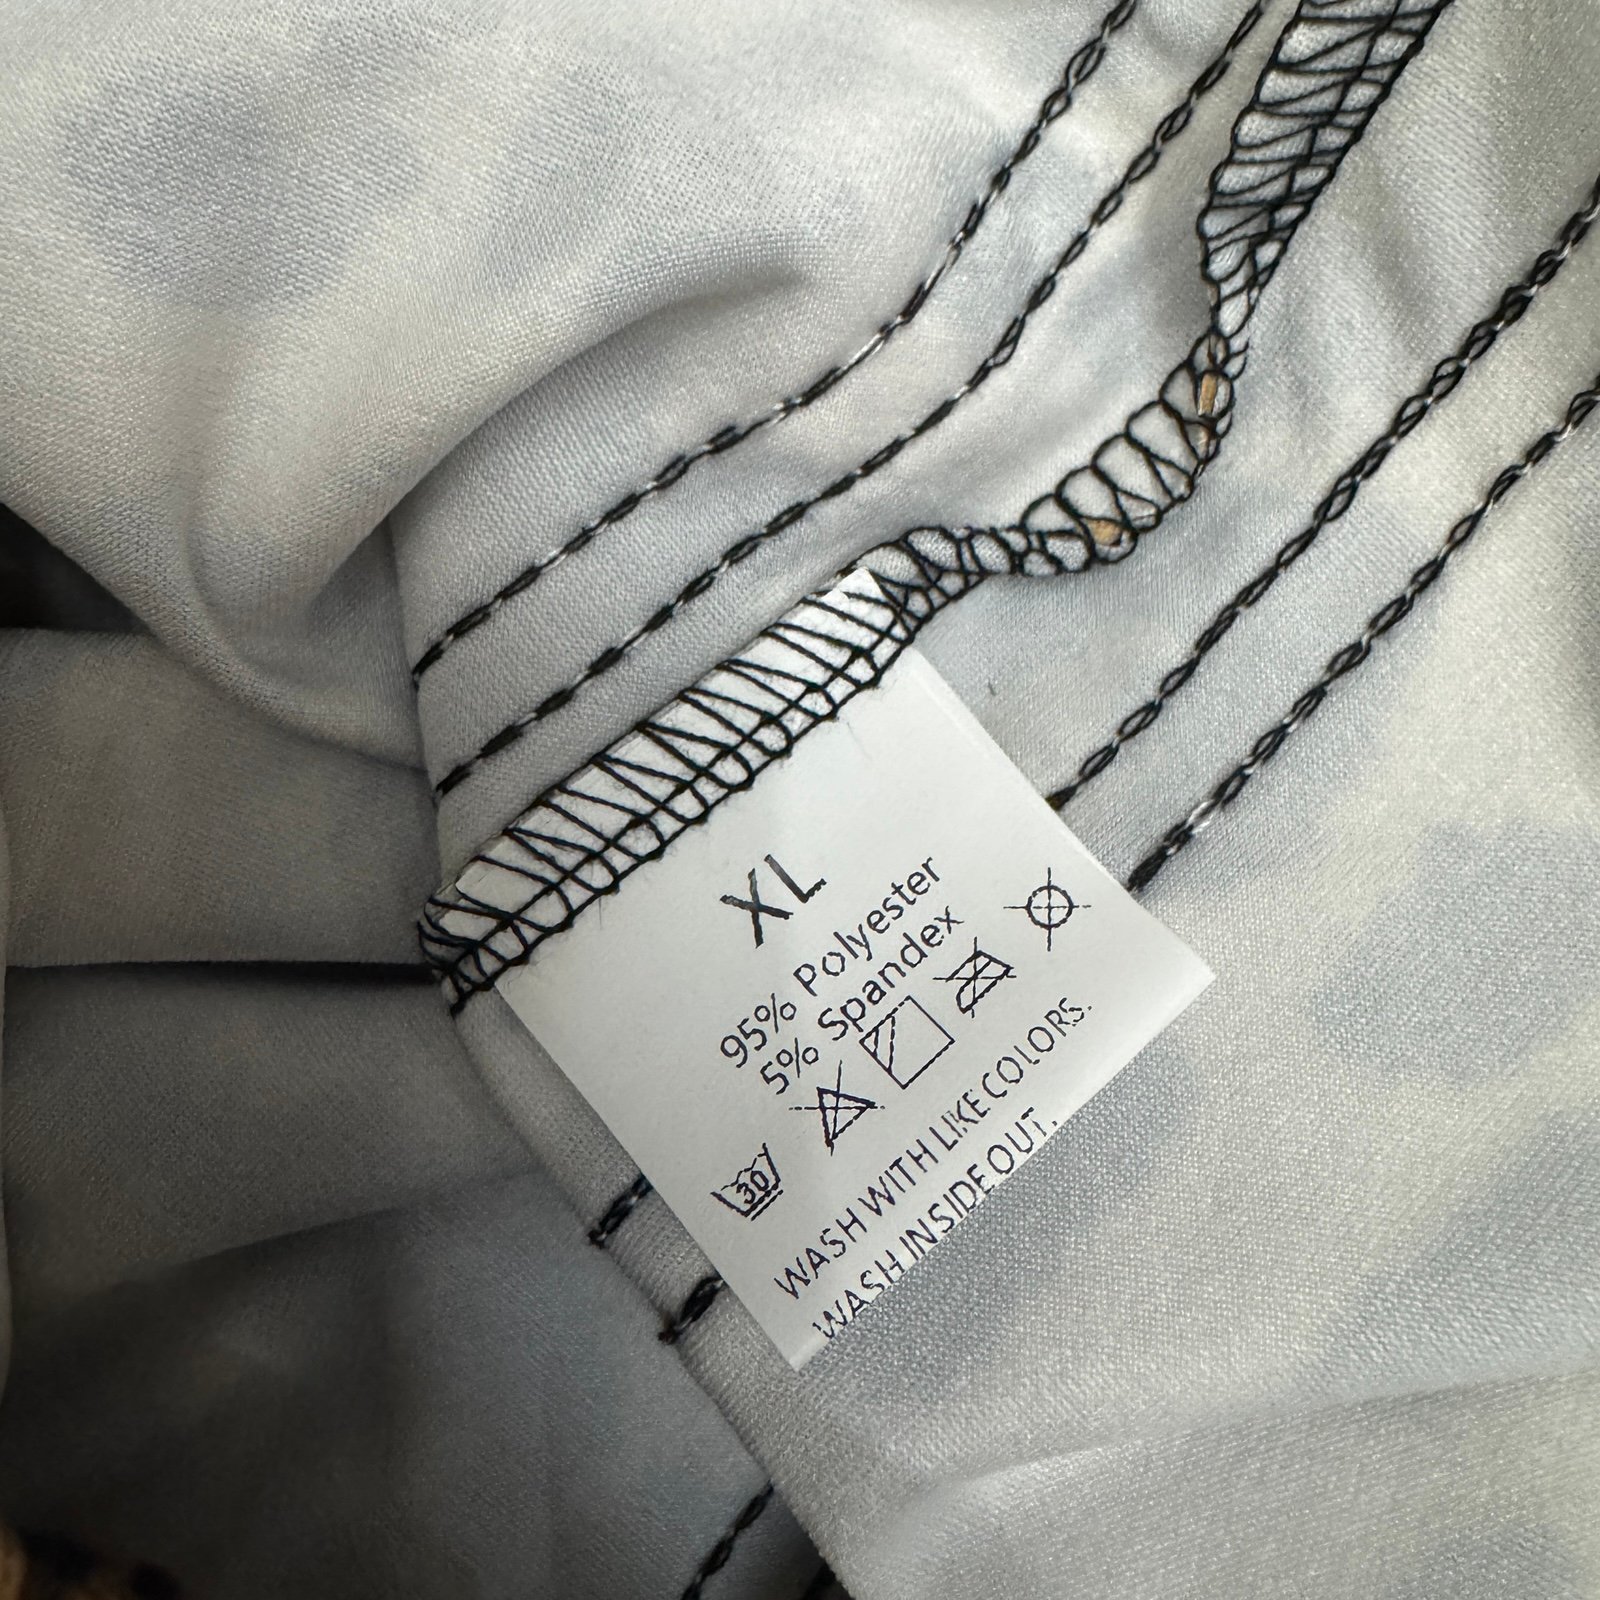 XL
95% Polyester
5% Spandex
30
WASH WITH LIKE COLORS.
WASH INSIDE OUT.